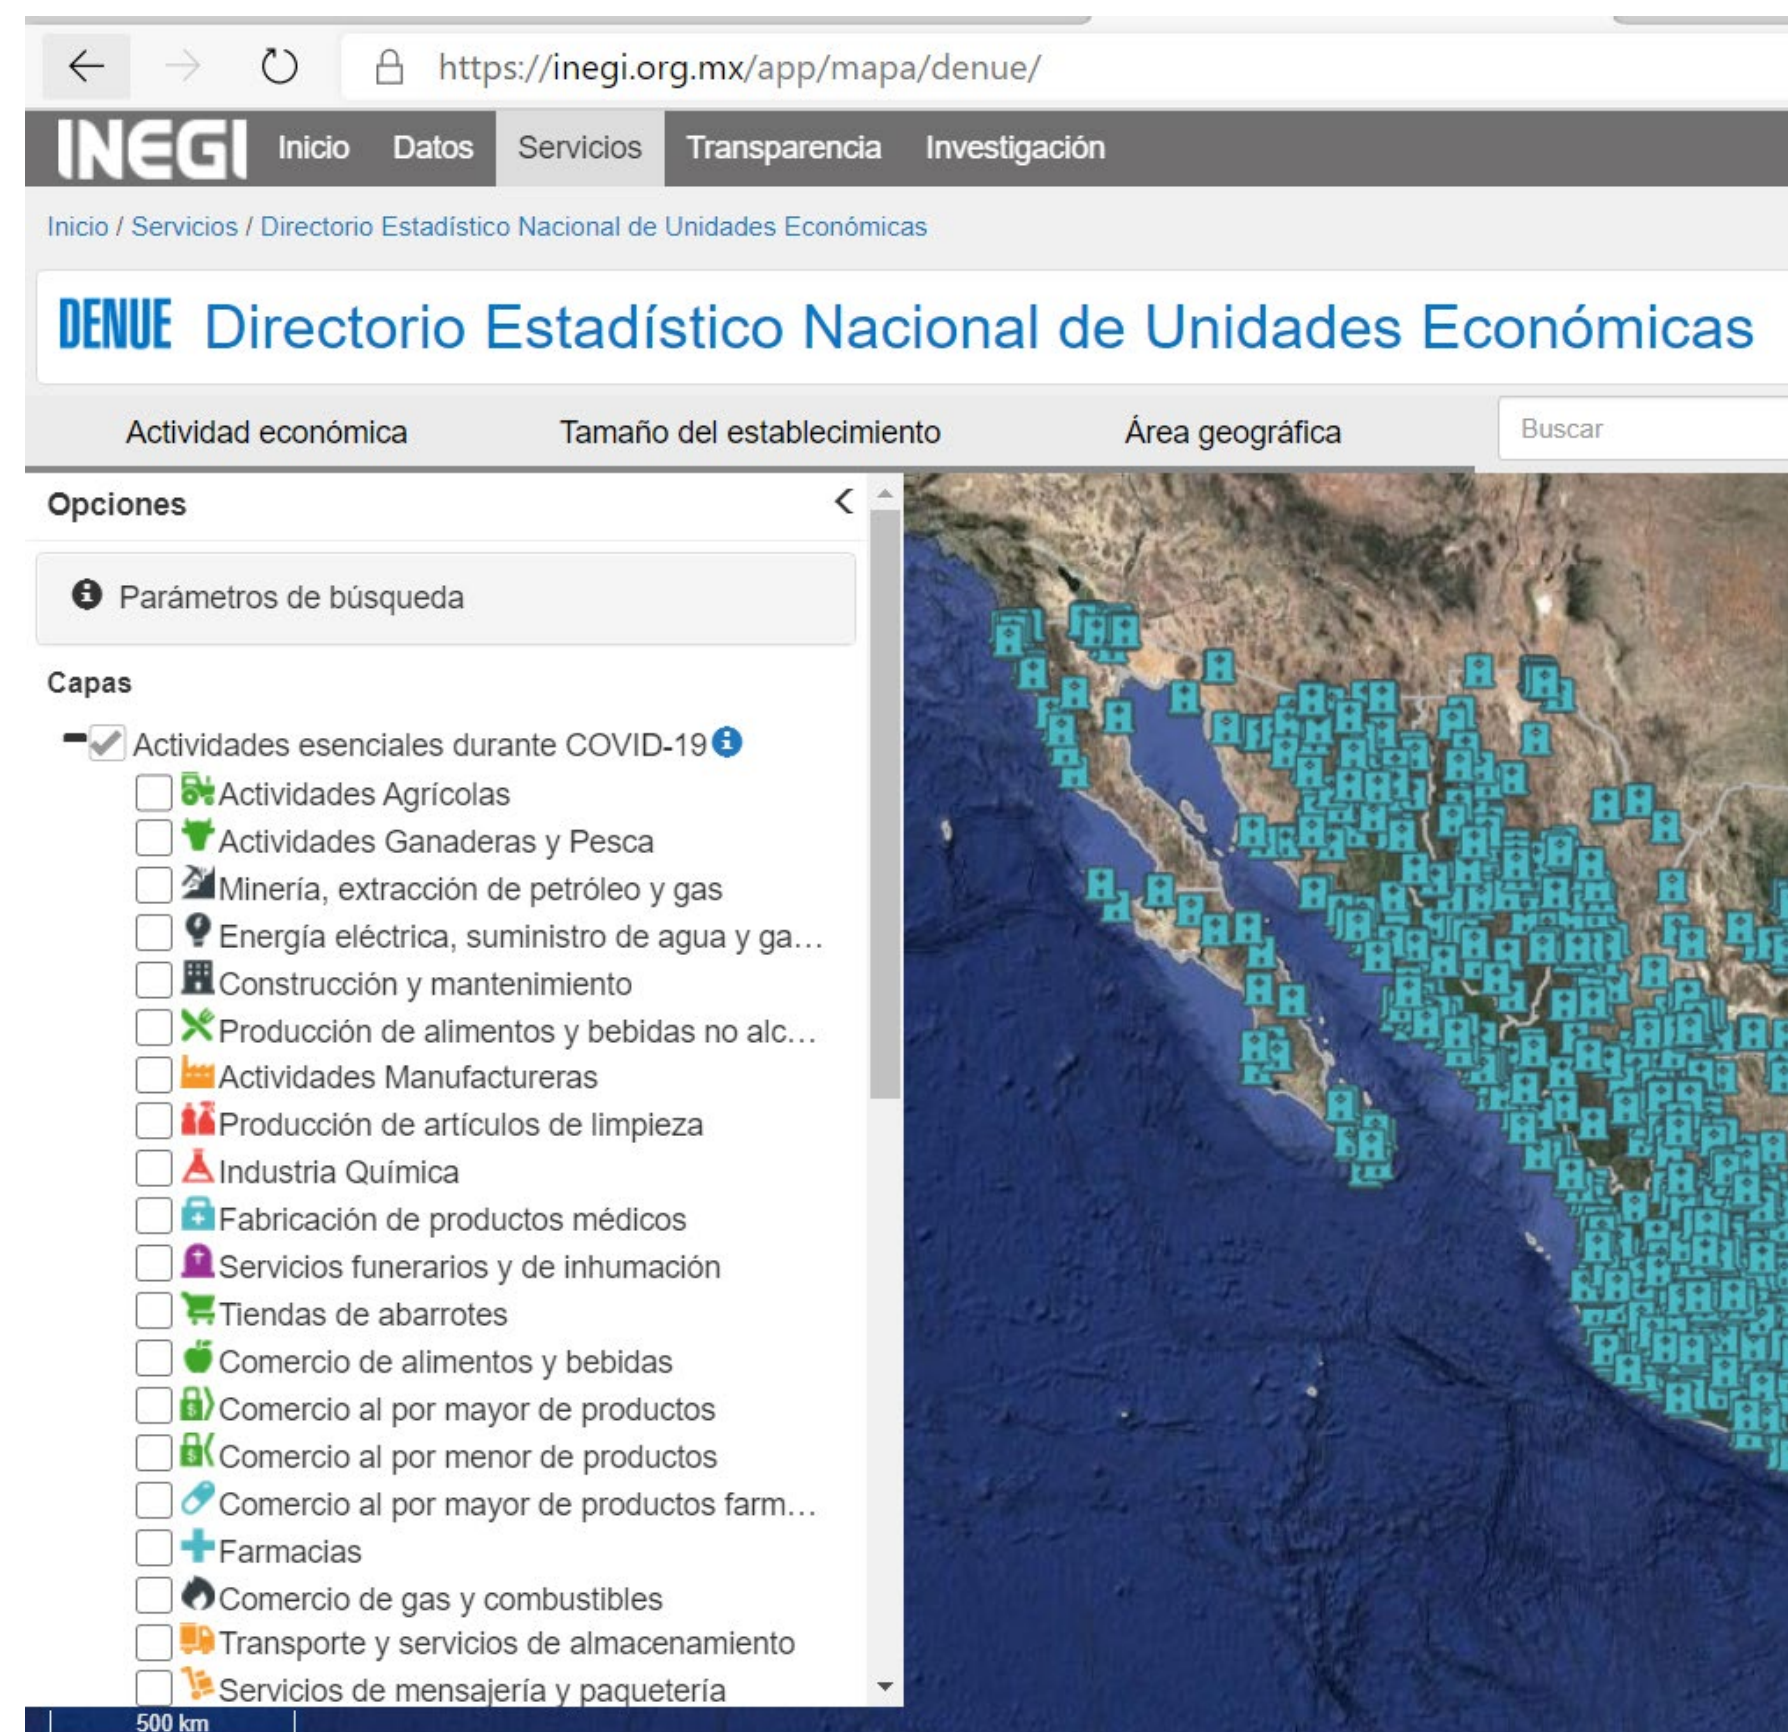 https://inegi.org.mx/app/mapa/denue/
INEGI Inicio Datos Servicios Transparencia Investigación
Inicio / Servicios / Directorio Estadístico Nacional de Unidades Económicas
DENUE Directorio Estadístico Nacional de Unidades Económicas
Actividad económica Tamaño del establecimiento Área geográfica Buscar
Opciones
Parámetros de búsqueda
Capas
Actividades esenciales durante COVID-19
Actividades Agrícolas
Actividades Ganaderas y Pesca
Minería, extracción de petróleo y gas
Energía eléctrica, suministro de agua y ga...
Construcción y mantenimiento
Producción de alimentos y bebidas no alc...
Actividades Manufactureras
Producción de artículos de limpieza
Industria Química
Fabricación de productos médicos
Servicios funerarios y de inhumación
Tiendas de abarrotes
Comercio de alimentos y bebidas
Comercio al por mayor de productos
Comercio al por menor de productos
Comercio al por mayor de productos farm...
Farmacias
Comercio de gas y combustibles
Transporte y servicios de almacenamiento
Servicios de mensajería y paquetería
500 km